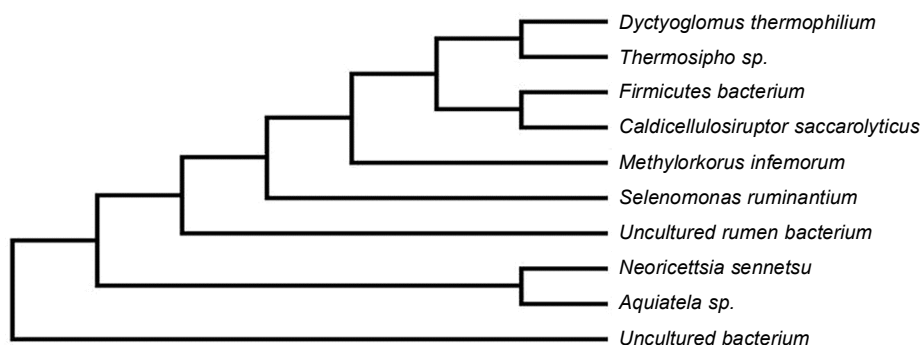 Dyctyoglomus thermophilium
Thermosipho sp.
Firmicutes bacterium
Caldicellulosiruptor saccarolyticus
Methylorkorus infemorum
Selenomonas ruminantium
Uncultured rumen bacterium
Neoricettsia sennetsu
Aquiatela sp.
Uncultured bacterium